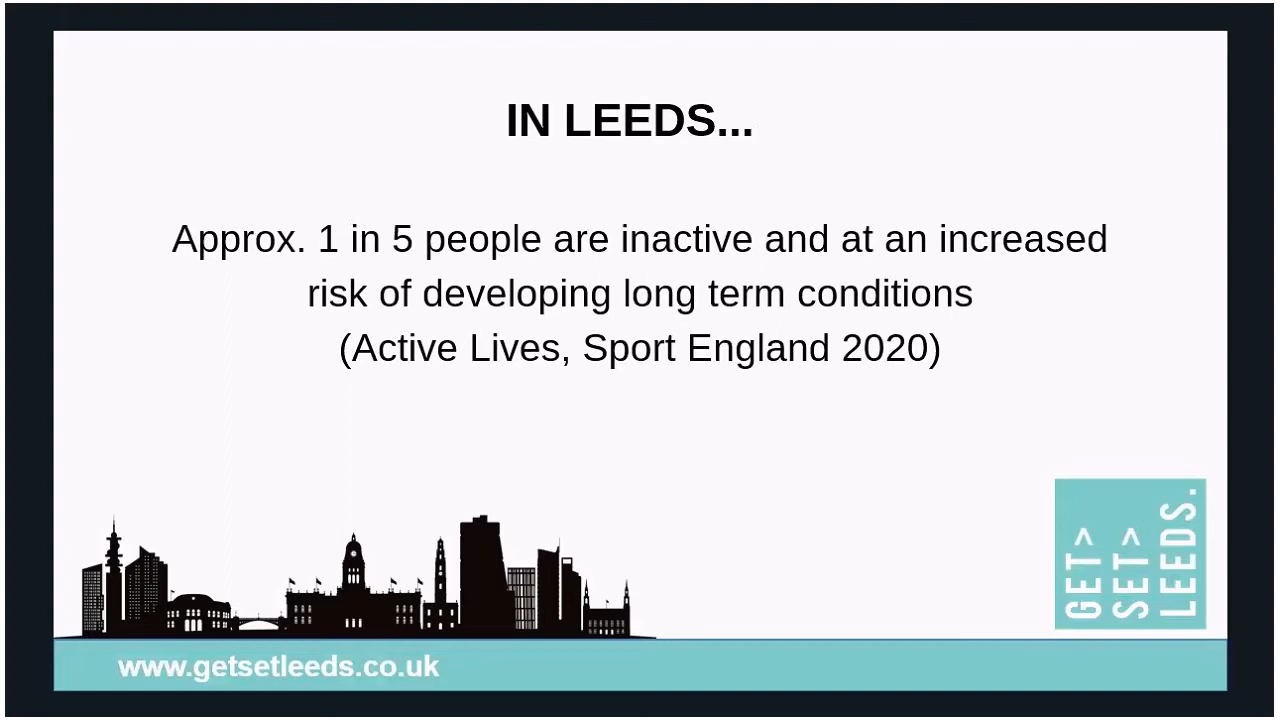 IN LEEDS...
Approx. 1 in 5 people are inactive and at an increased
risk of developing long term conditions
(Active Lives, Sport England 2020)
GET>
SET>
LEEDS.
www.getsetleeds.co.uk